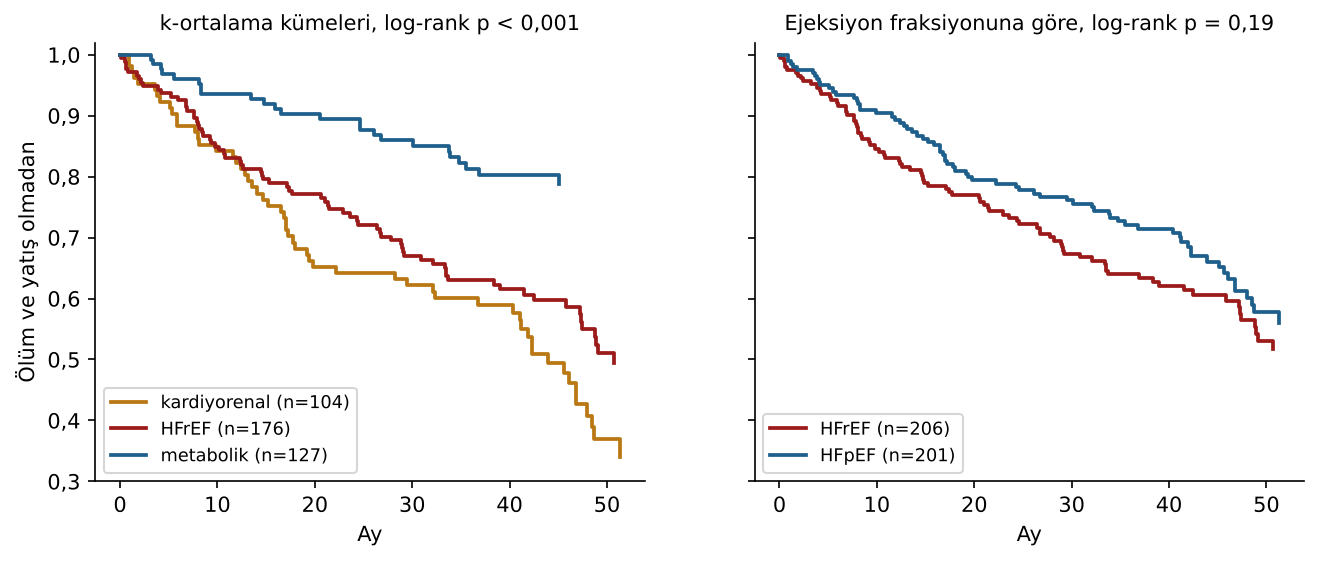 k-ortalama kümeleri, log-rank p < 0,001
Ölüm ve yatış olmadan
1,0
0,9
0,8
0,7
0,6
0,5
0,4
0,3
kardiyorenal (n=104)
HFrEF (n=176)
metabolik (n=127)
0 10 20 30 40 50
Ay
Ejeksiyon fraksiyonuna göre, log-rank p = 0,19
HFrEF (n=206)
HFpEF (n=201)
0 10 20 30 40 50
Ay